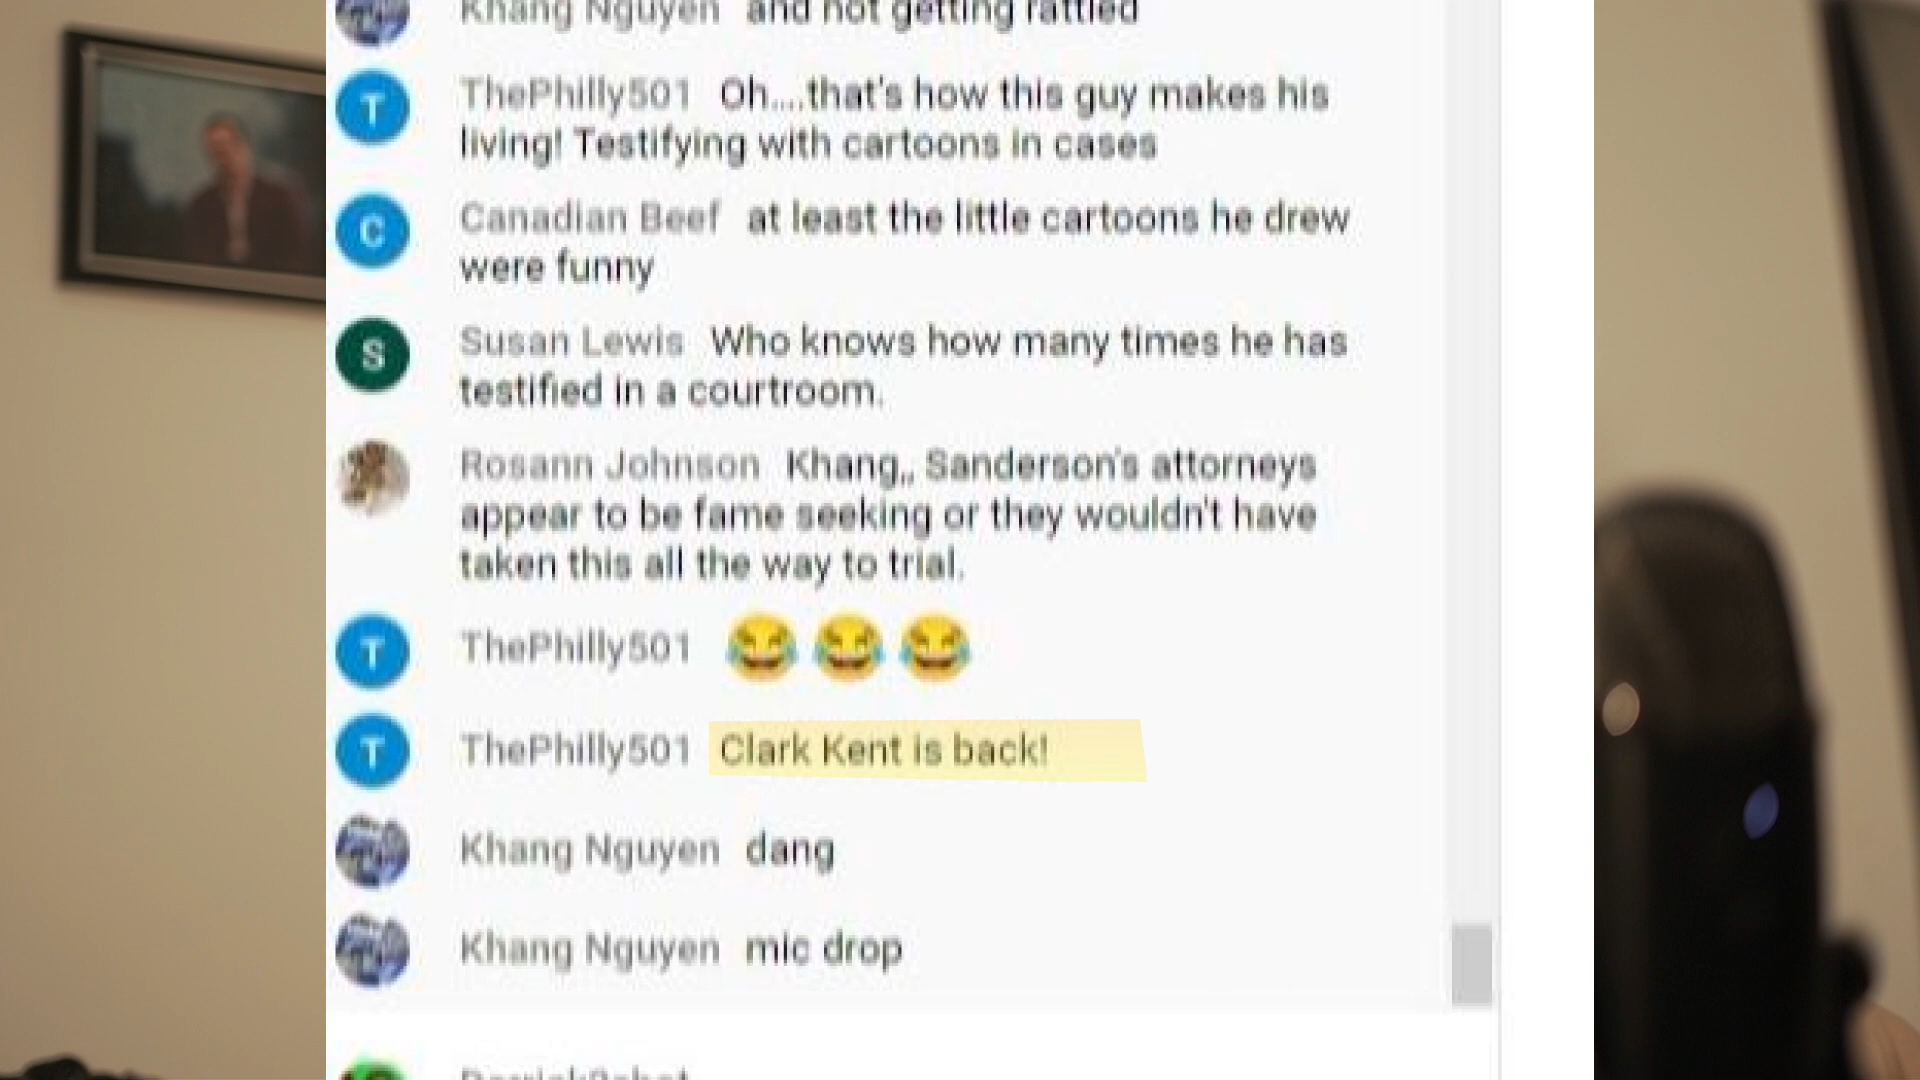 Khang Nguyen and not getting rattled
T ThePhilly501 Oh....that's how this guy makes his
living! Testifying with cartoons in cases
C Canadian Beef at least the little cartoons he drew
were funny
S Susan Lewis Who knows how many times he has
testified in a courtroom.
Rosann Johnson Khang,, Sanderson's attorneys
appear to be fame seeking or they wouldn't have
taken this all the way to trial.
T ThePhilly501 😂😂😂
T ThePhilly501 Clark Kent is back!
Khang Nguyen dang
Khang Nguyen mic drop